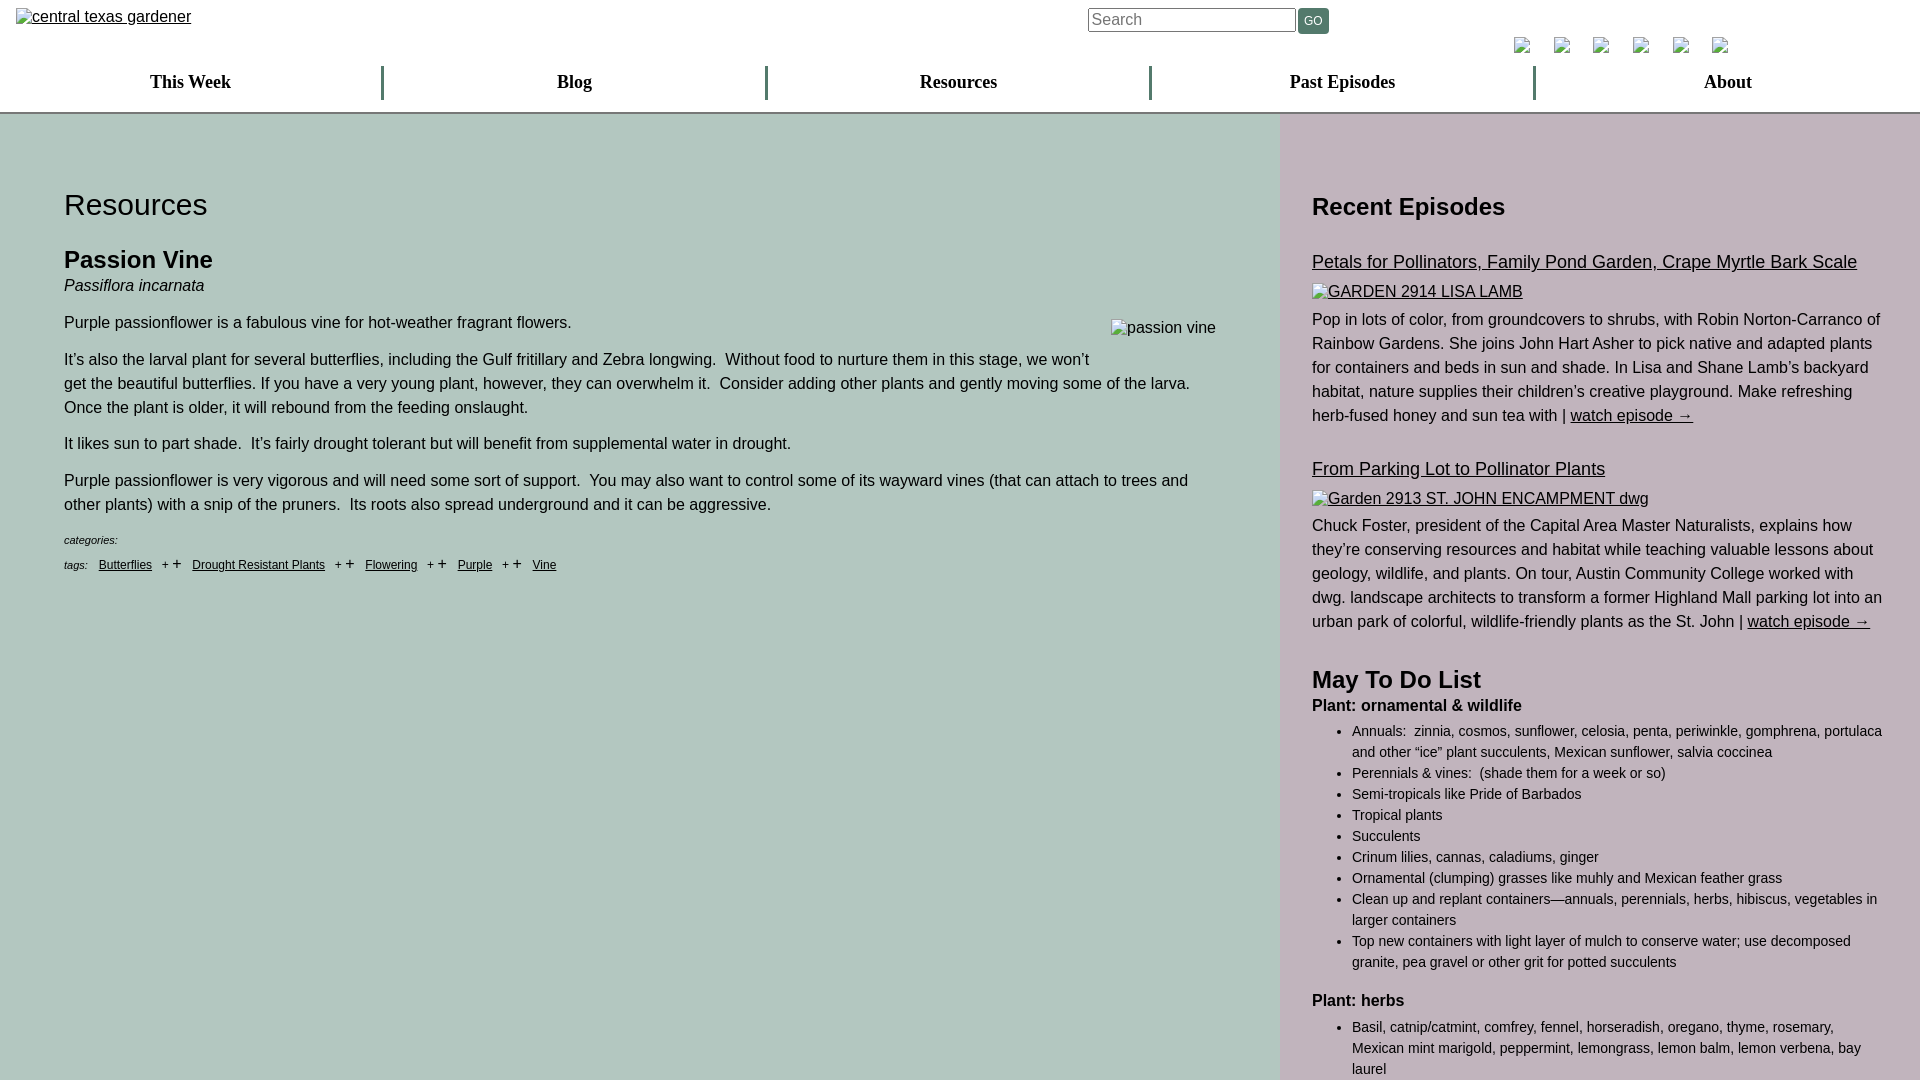 central texas gardener
Search
GO
This Week
Blog
Resources
Past Episodes
About
Resources
Passion Vine
Passiflora incarnata
Purple passionflower is a fabulous vine for hot-weather fragrant flowers.
passion vine
It’s also the larval plant for several butterflies, including the Gulf fritillary and Zebra longwing.  Without food to nurture them in this stage, we won’t
get the beautiful butterflies. If you have a very young plant, however, they can overwhelm it.  Consider adding other plants and gently moving some of the larva.
Once the plant is older, it will rebound from the feeding onslaught.
It likes sun to part shade.  It’s fairly drought tolerant but will benefit from supplemental water in drought.
Purple passionflower is very vigorous and will need some sort of support.  You may also want to control some of its wayward vines (that can attach to trees and
other plants) with a snip of the pruners.  Its roots also spread underground and it can be aggressive.
categories:
tags: Butterflies + + Drought Resistant Plants + + Flowering + + Purple + + Vine
Recent Episodes
Petals for Pollinators, Family Pond Garden, Crape Myrtle Bark Scale
GARDEN 2914 LISA LAMB
Pop in lots of color, from groundcovers to shrubs, with Robin Norton-Carranco of
Rainbow Gardens. She joins John Hart Asher to pick native and adapted plants
for containers and beds in sun and shade. In Lisa and Shane Lamb’s backyard
habitat, nature supplies their children’s creative playground. Make refreshing
herb-fused honey and sun tea with | watch episode →
From Parking Lot to Pollinator Plants
Garden 2913 ST. JOHN ENCAMPMENT dwg
Chuck Foster, president of the Capital Area Master Naturalists, explains how
they’re conserving resources and habitat while teaching valuable lessons about
geology, wildlife, and plants. On tour, Austin Community College worked with
dwg. landscape architects to transform a former Highland Mall parking lot into an
urban park of colorful, wildlife-friendly plants as the St. John | watch episode →
May To Do List
Plant: ornamental & wildlife
• Annuals:  zinnia, cosmos, sunflower, celosia, penta, periwinkle, gomphrena, portulaca
and other “ice” plant succulents, Mexican sunflower, salvia coccinea
• Perennials & vines:  (shade them for a week or so)
• Semi-tropicals like Pride of Barbados
• Tropical plants
• Succulents
• Crinum lilies, cannas, caladiums, ginger
• Ornamental (clumping) grasses like muhly and Mexican feather grass
• Clean up and replant containers—annuals, perennials, herbs, hibiscus, vegetables in
larger containers
• Top new containers with light layer of mulch to conserve water; use decomposed
granite, pea gravel or other grit for potted succulents
Plant: herbs
• Basil, catnip/catmint, comfrey, fennel, horseradish, oregano, thyme, rosemary,
Mexican mint marigold, peppermint, lemongrass, lemon balm, lemon verbena, bay
laurel